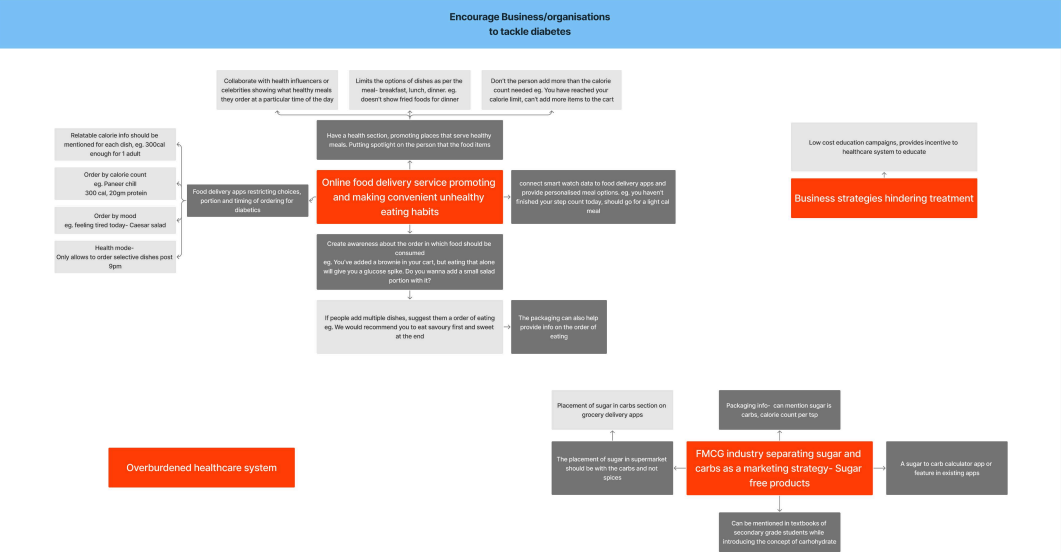 Encourage Business/organisations
to tackle diabetes
Collaborate with health influencers or
celebrities showing what healthy meals
they order at a particular time of the day
Limits the options of dishes as per the
meal- breakfast, lunch, dinner. eg.
doesn't show fried foods for dinner
Don't the person add more than the calorie
count needed eg. You have reached your
calorie limit, can't add more items to the cart
Relatable calorie info should be
mentioned for each dish, eg. 300cal
enough for 1 adult
Order by calorie count
eg. Paneer chill
300 cal, 20gm protein
Order by mood
eg. feeling tired today- Caesar salad
Health mode-
Only allows to order selective dishes post
9pm
Food delivery apps restricting choices,
portion and timing of ordering for
diabetics
Have a health section, promoting places that serve healthy
meals. Putting spotlight on the person that the food items
Online food delivery service promoting
and making convenient unhealthy
eating habits
connect smart watch data to food delivery apps and
provide personalised meal options. eg. you haven't
finished your step count today, should go for a light cal
meal
Create awareness about the order in which food should be
consumed
eg. You've added a brownie in your cart, but eating that alone
will give you a glucose spike. Do you wanna add a small salad
portion with it?
If people add multiple dishes, suggest them a order of eating
eg. We would recommend you to eat savoury first and sweet
at the end
The packaging can also help
provide info on the order of
eating
Low cost education campaigns, provides incentive to
healthcare system to educate
Business strategies hindering treatment
Overburdened healthcare system
Placement of sugar in carbs section on
grocery delivery apps
Packaging info- can mention sugar is
carbs, calorie count per tsp
The placement of sugar in supermarket
should be with the carbs and not
spices
FMCG industry separating sugar and
carbs as a marketing strategy- Sugar
free products
A sugar to carb calculator app or
feature in existing apps
Can be mentioned in textbooks of
secondary grade students while
introducing the concept of carhohydrate